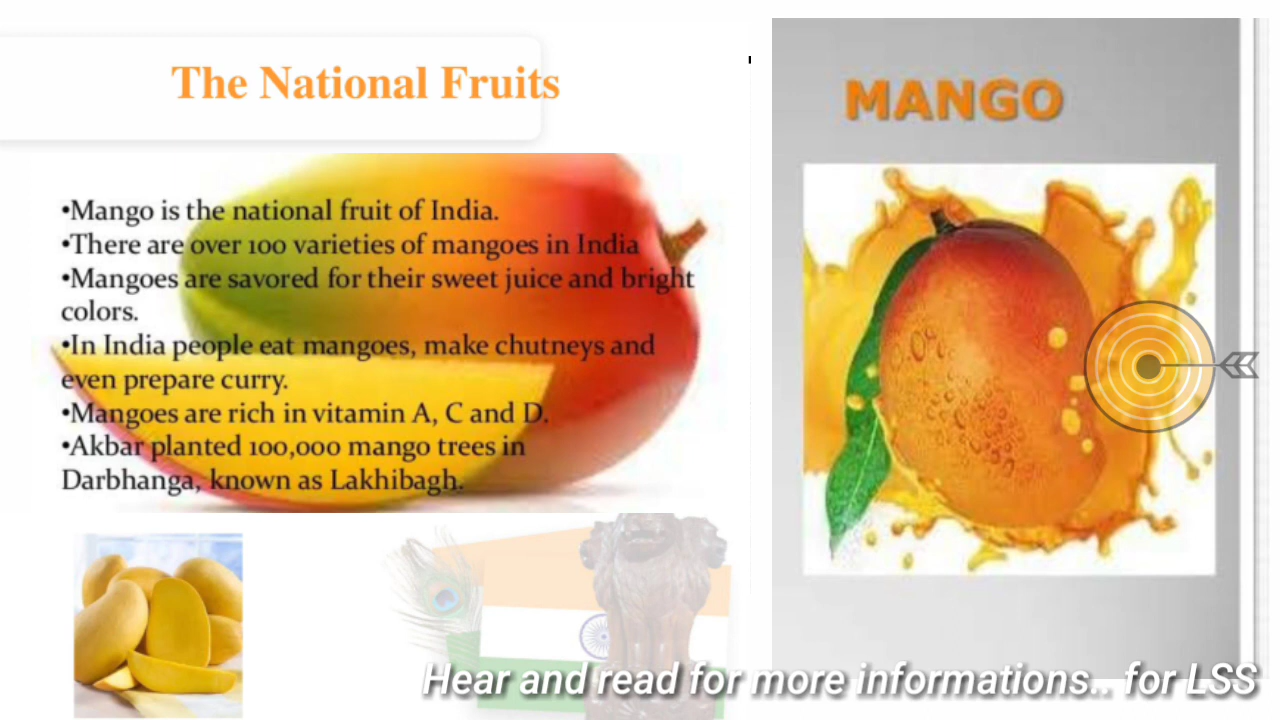 The National Fruits
•Mango is the national fruit of India.
•There are over 100 varieties of mangoes in India
•Mangoes are savored for their sweet juice and bright
colors.
•In India people eat mangoes, make chutneys and
even prepare curry.
•Mangoes are rich in vitamin A, C and D.
•Akbar planted 100,000 mango trees in
Darbhanga, known as Lakhibagh.
MANGO
Hear and read for more informations.. for LSS